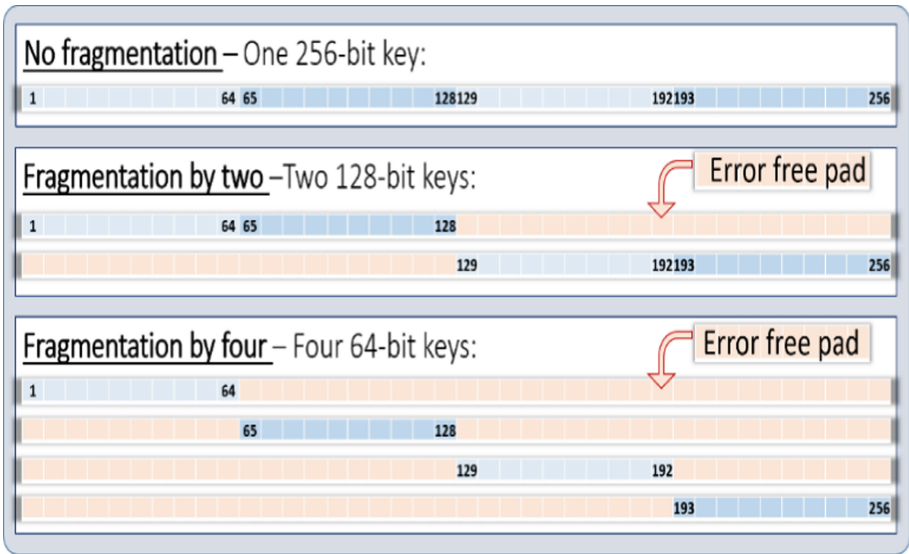 No fragmentation – One 256-bit key:
1 64 65 128129 192193 256
Fragmentation by two –Two 128-bit keys:
Error free pad
1 64 65 128
129 192193 256
Fragmentation by four – Four 64-bit keys:
Error free pad
1 64
65 128
129 192
193 256